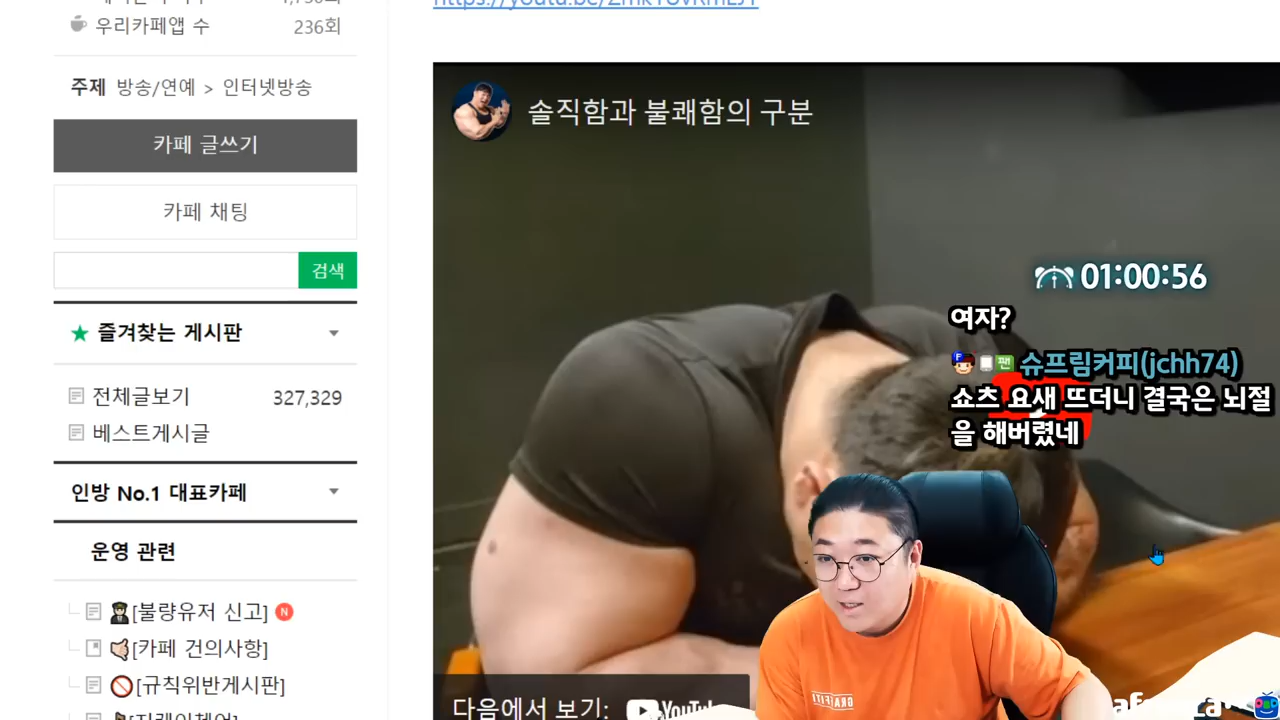 우리카페앱 수 236회
주제 방송/연예 > 인터넷방송
카페 글쓰기
카페 채팅
검색
즐겨찾는 게시판
전체글보기 327,329
베스트게시글
인방 No.1 대표카페
운영 관련
[불량유저 신고] N
[카페 건의사항]
[규칙위반게시판]
솔직함과 불쾌함의 구분
01:00:56
여자?
F 팬 슈프림커피(jchh74)
쇼츠 요새 뜨더니 결국은 뇌절
을 해버렸네
다음에서 보기: YouTube
GRAFFITI